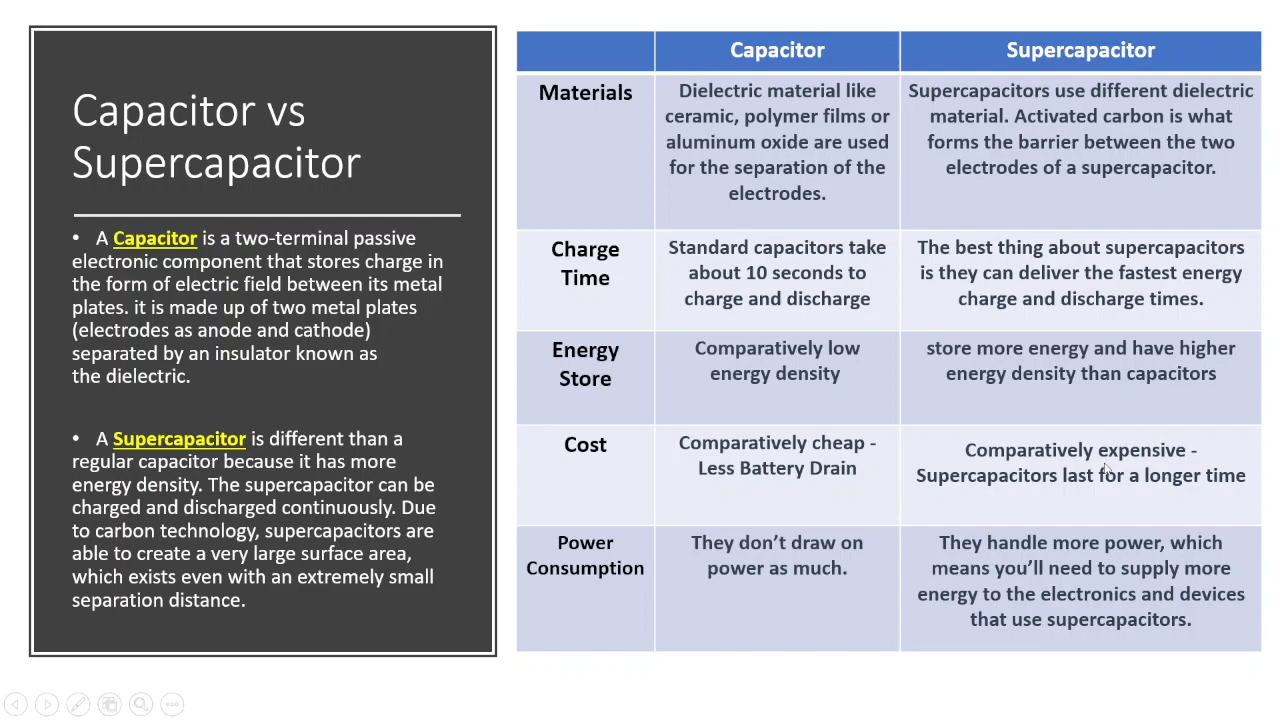 Capacitor vs
Supercapacitor
• A Capacitor is a two-terminal passive
electronic component that stores charge in
the form of electric field between its metal
plates. it is made up of two metal plates
(electrodes as anode and cathode)
separated by an insulator known as
the dielectric.
• A Supercapacitor is different than a
regular capacitor because it has more
energy density. The supercapacitor can be
charged and discharged continuously. Due
to carbon technology, supercapacitors are
able to create a very large surface area,
which exists even with an extremely small
separation distance.
Capacitor
Supercapacitor
Materials
Dielectric material like
ceramic, polymer films or
aluminum oxide are used
for the separation of the
electrodes.
Supercapacitors use different dielectric
material. Activated carbon is what
forms the barrier between the two
electrodes of a supercapacitor.
Charge
Time
Standard capacitors take
about 10 seconds to
charge and discharge
The best thing about supercapacitors
is they can deliver the fastest energy
charge and discharge times.
Energy
Store
Comparatively low
energy density
store more energy and have higher
energy density than capacitors
Cost
Comparatively cheap -
Less Battery Drain
Comparatively expensive -
Supercapacitors last for a longer time
Power
Consumption
They don’t draw on
power as much.
They handle more power, which
means you’ll need to supply more
energy to the electronics and devices
that use supercapacitors.